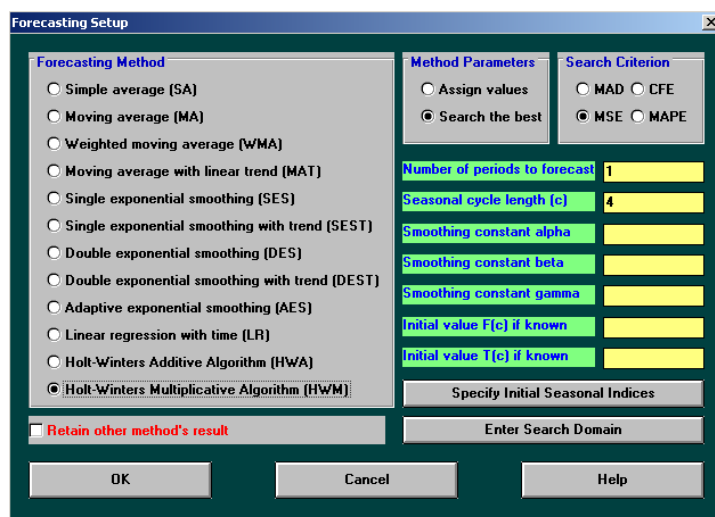 Forecasting Setup
Forecasting Method
Simple average (SA)
Moving average (MA)
Weighted moving average (WMA)
Moving average with linear trend (MAT)
Single exponential smoothing (SES)
Single exponential smoothing with trend (SEST)
Double exponential smoothing (DES)
Double exponential smoothing with trend (DEST)
Adaptive exponential smoothing (AES)
Linear regression with time (LR)
Holt-Winters Additive Algorithm (HWA)
Holt-Winters Multiplicative Algorithm (HWM)
Retain other method's result
Method Parameters
Assign values
Search the best
Search Criterion
MAD CFE
MSE MAPE
Number of periods to forecast 1
Seasonal cycle length (c) 4
Smoothing constant alpha
Smoothing constant beta
Smoothing constant gamma
Initial value F(c) if known
Initial value T(c) if known
Specify Initial Seasonal Indices
Enter Search Domain
OK Cancel Help